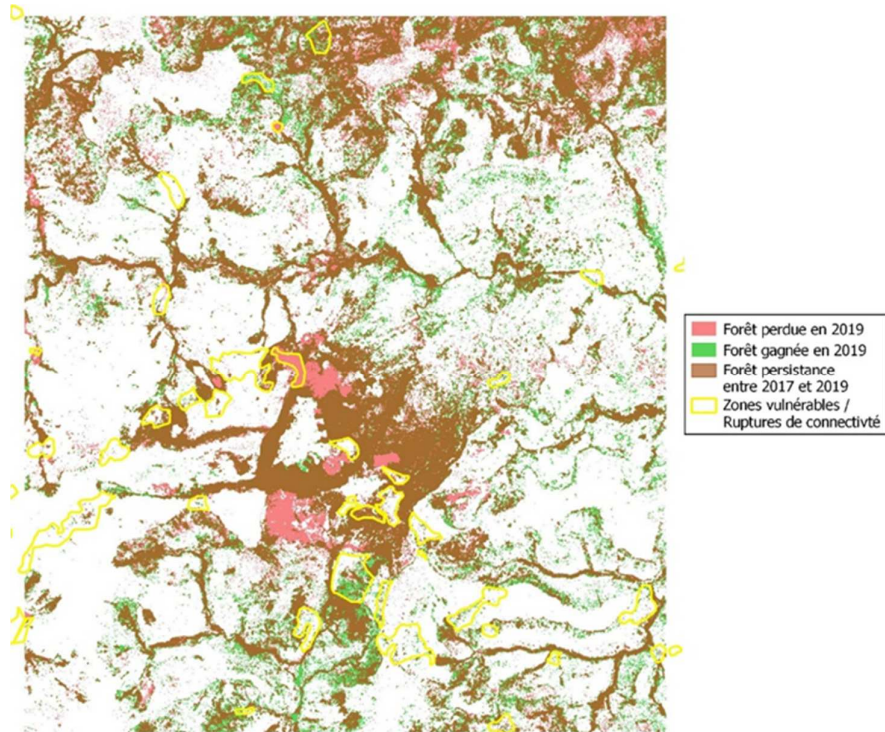 Forêt perdue en 2019
Forêt gagnée en 2019
Forêt persistance
entre 2017 et 2019
Zones vulnérables /
Ruptures de connectivté